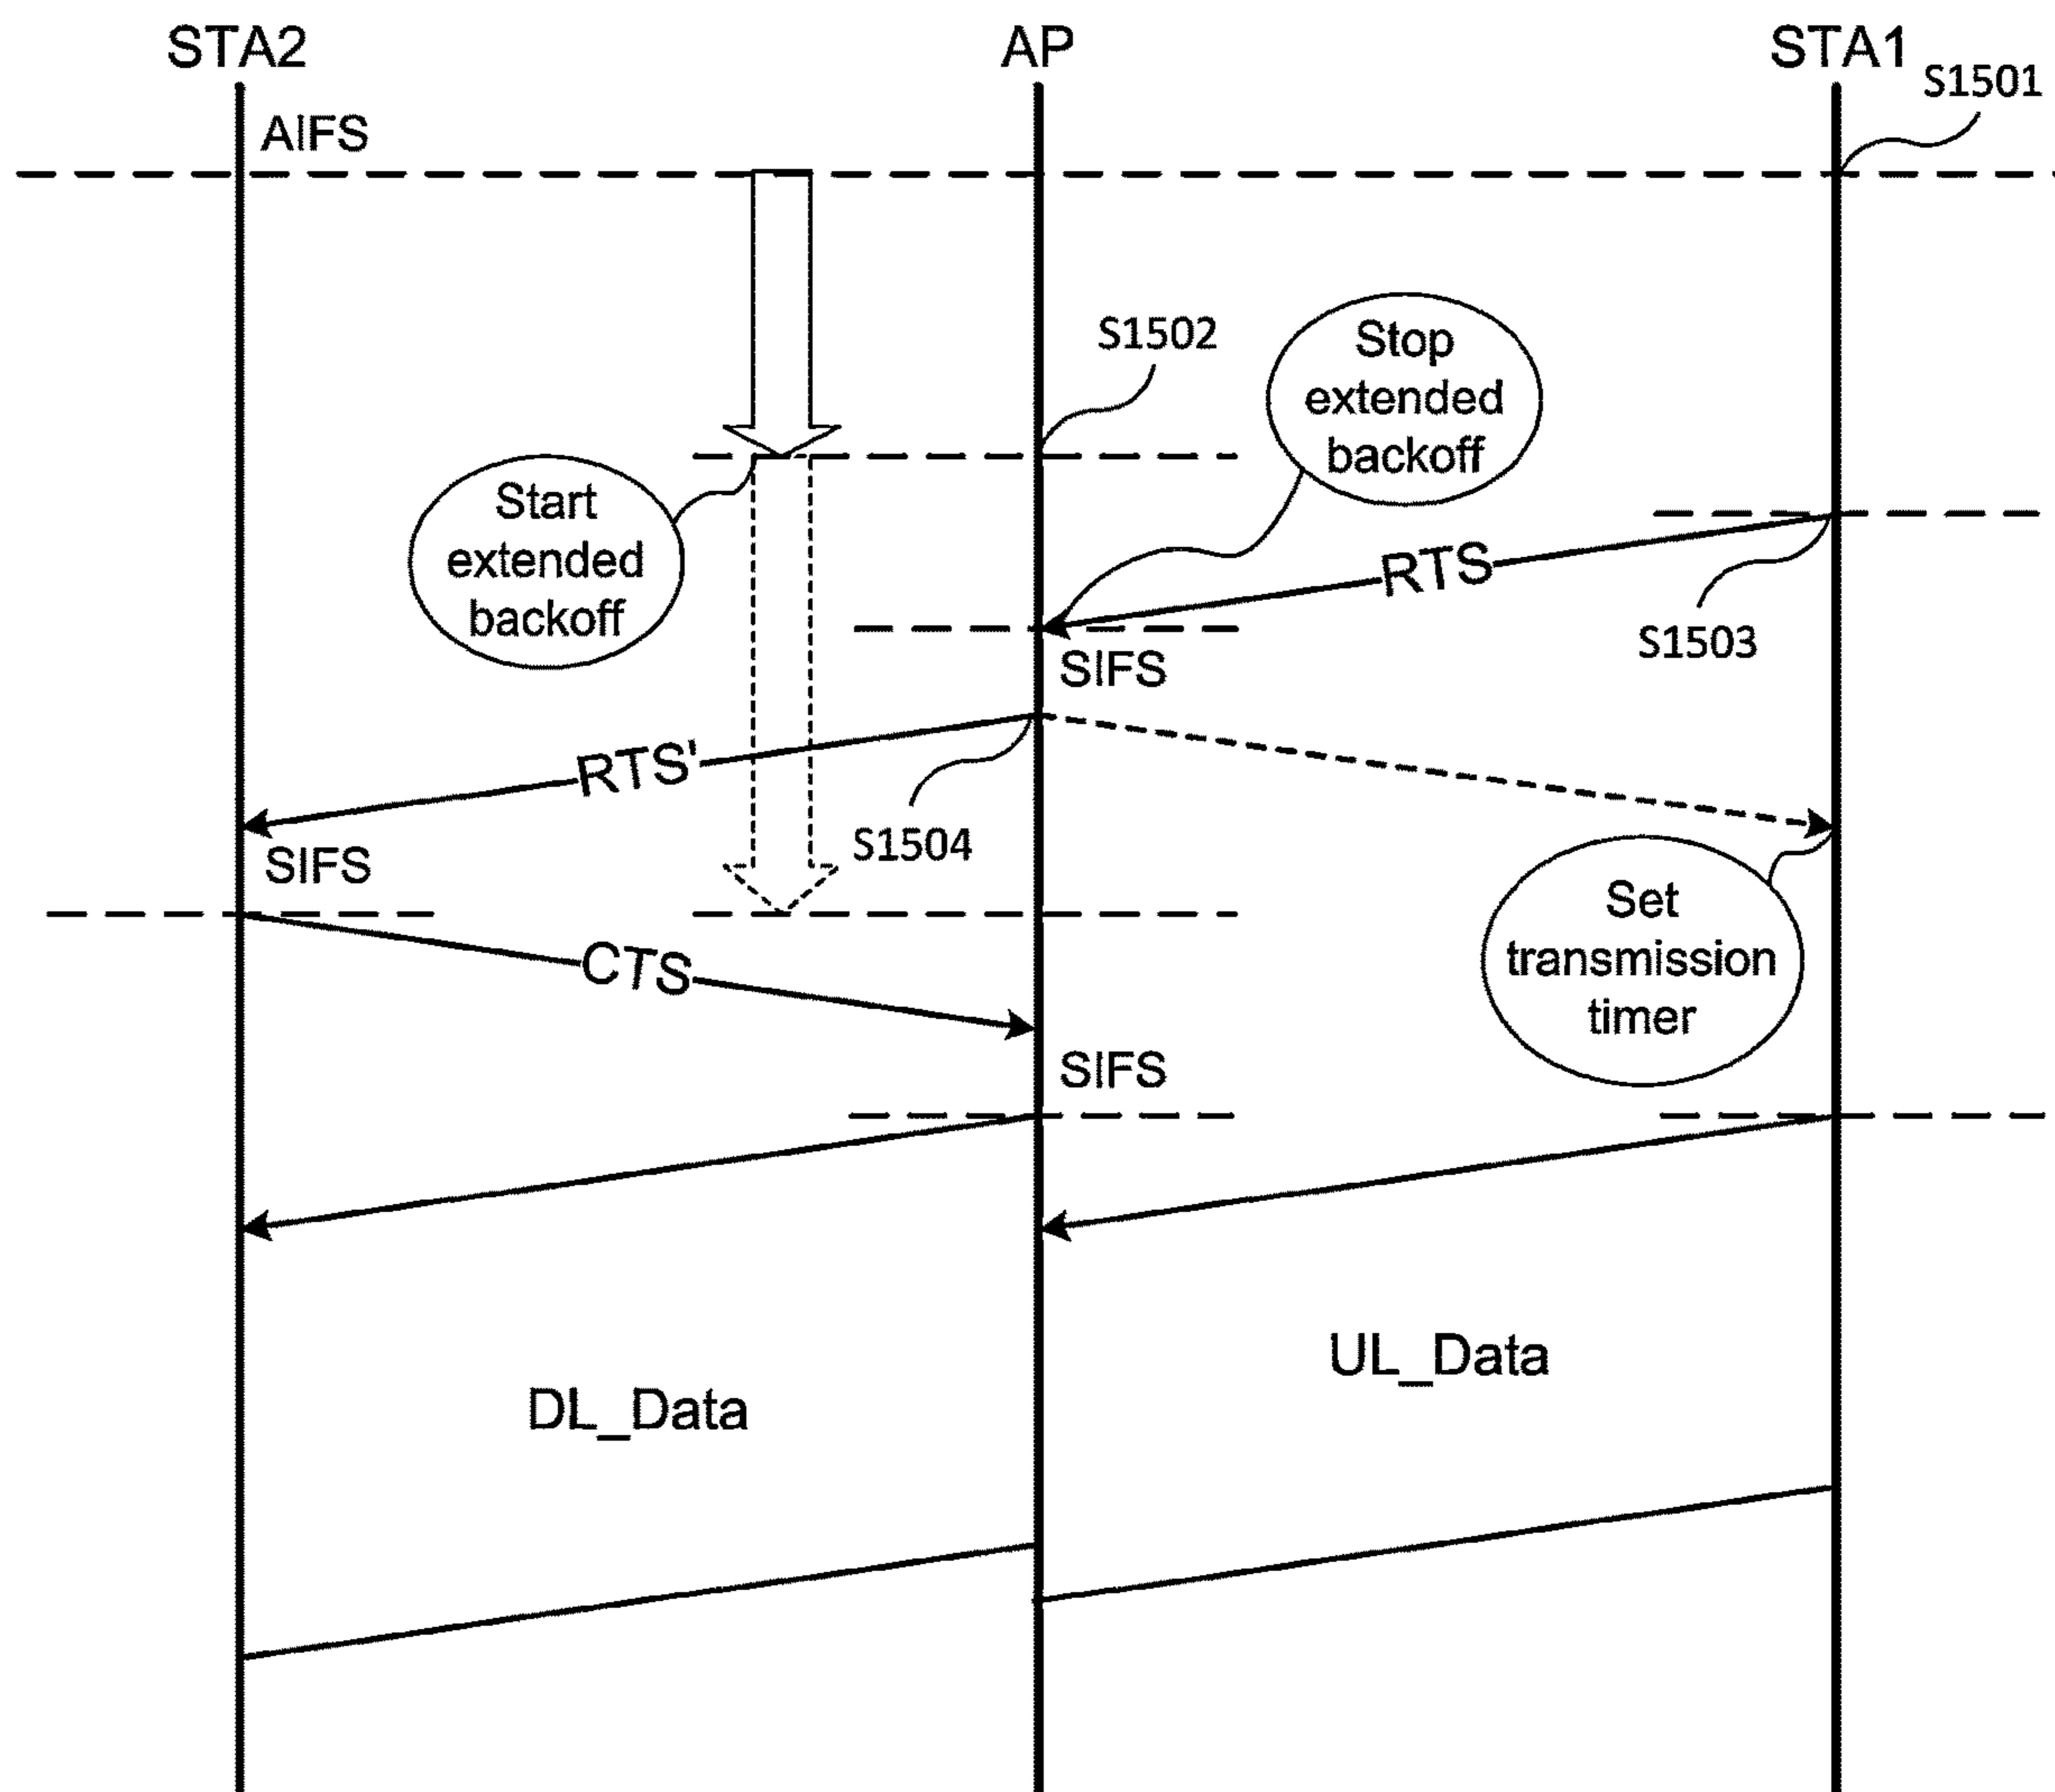 STA2
AP
STA1
S1501
AIFS
S1502
Stop
extended
backoff
Start
extended
backoff
RTS
S1503
SIFS
RTS'
S1504
SIFS
Set
transmission
timer
CTS
SIFS
UL_Data
DL_Data